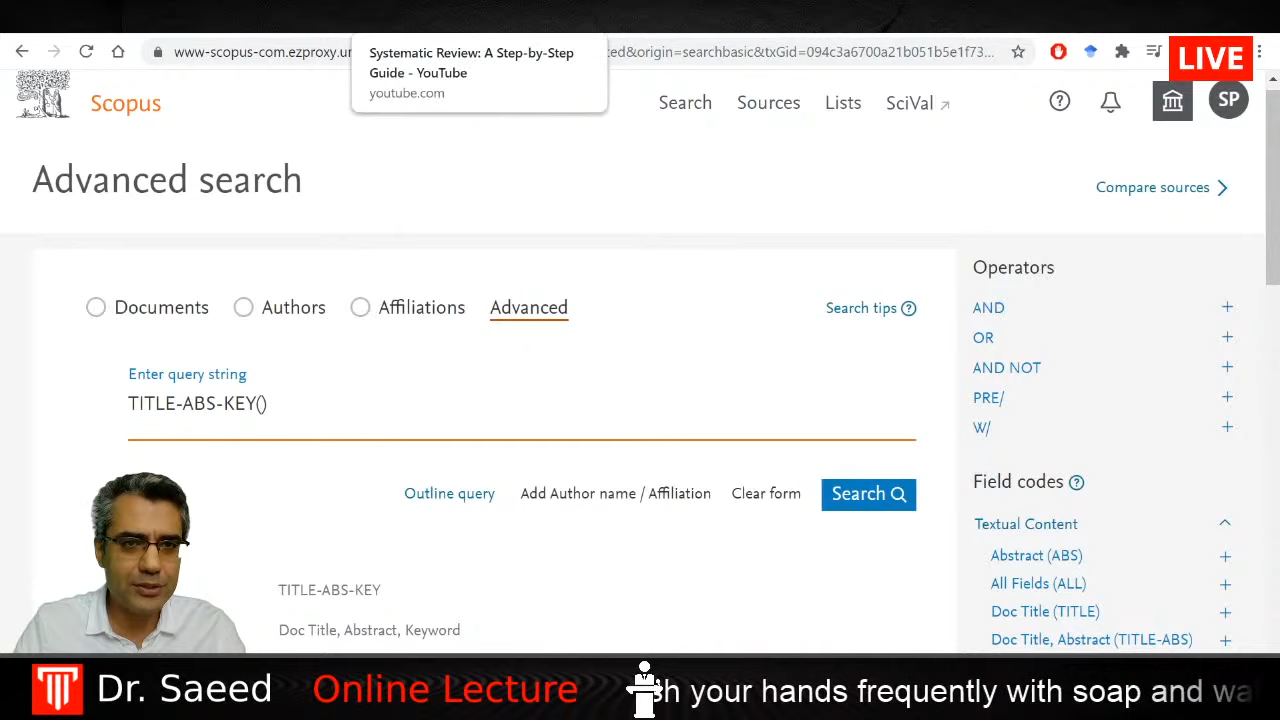 www-scopus-com.ezproxy.ur
Systematic Review: A Step-by-Step
Guide - YouTube
youtube.com
ed&origin=searchbasic&txGid=094c3a6700a21b051b5e1f73...
LIVE
Scopus
Search
Sources
Lists
SciVal
SP
Advanced search
Compare sources
Documents
Authors
Affiliations
Advanced
Search tips
Enter query string
TITLE-ABS-KEY()
Outline query
Add Author name / Affiliation
Clear form
Search
TITLE-ABS-KEY
Doc Title, Abstract, Keyword
Operators
AND
OR
AND NOT
PRE/
W/
Field codes
Textual Content
Abstract (ABS)
All Fields (ALL)
Doc Title (TITLE)
Doc Title, Abstract (TITLE-ABS)
Dr. Saeed
Online Lecture
your hands frequently with soap and